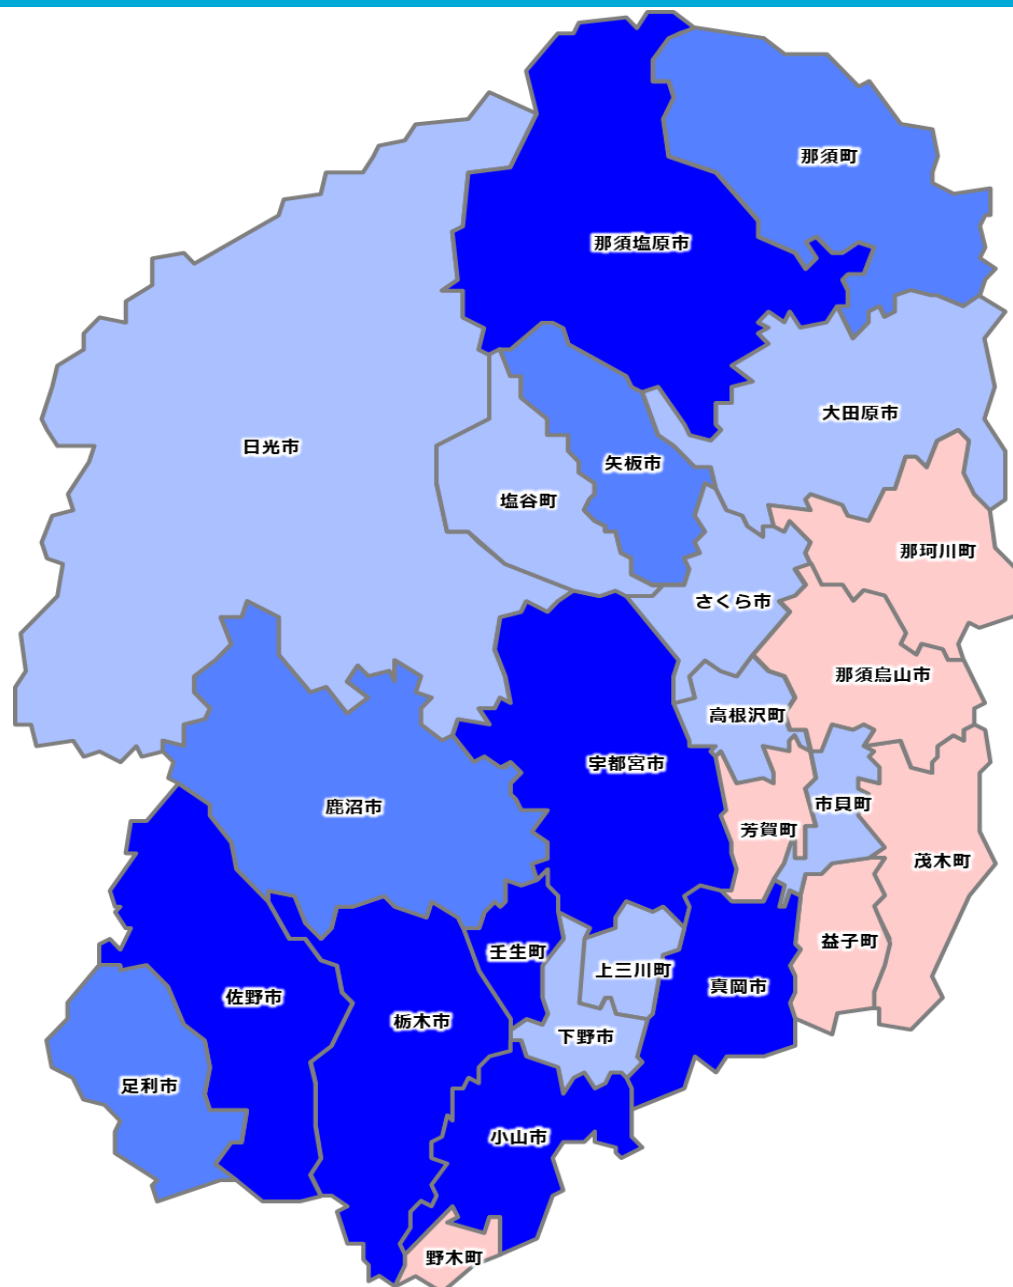 那須町
那須塩原市
大田原市
日光市
矢板市
塩谷町
那珂川町
さくら市
那須烏山市
高根沢町
宇都宮市
市貝町
鹿沼市
芳賀町
茂木町
益子町
壬生町
上三川町
真岡市
佐野市
栃木市
下野市
足利市
小山市
野木町